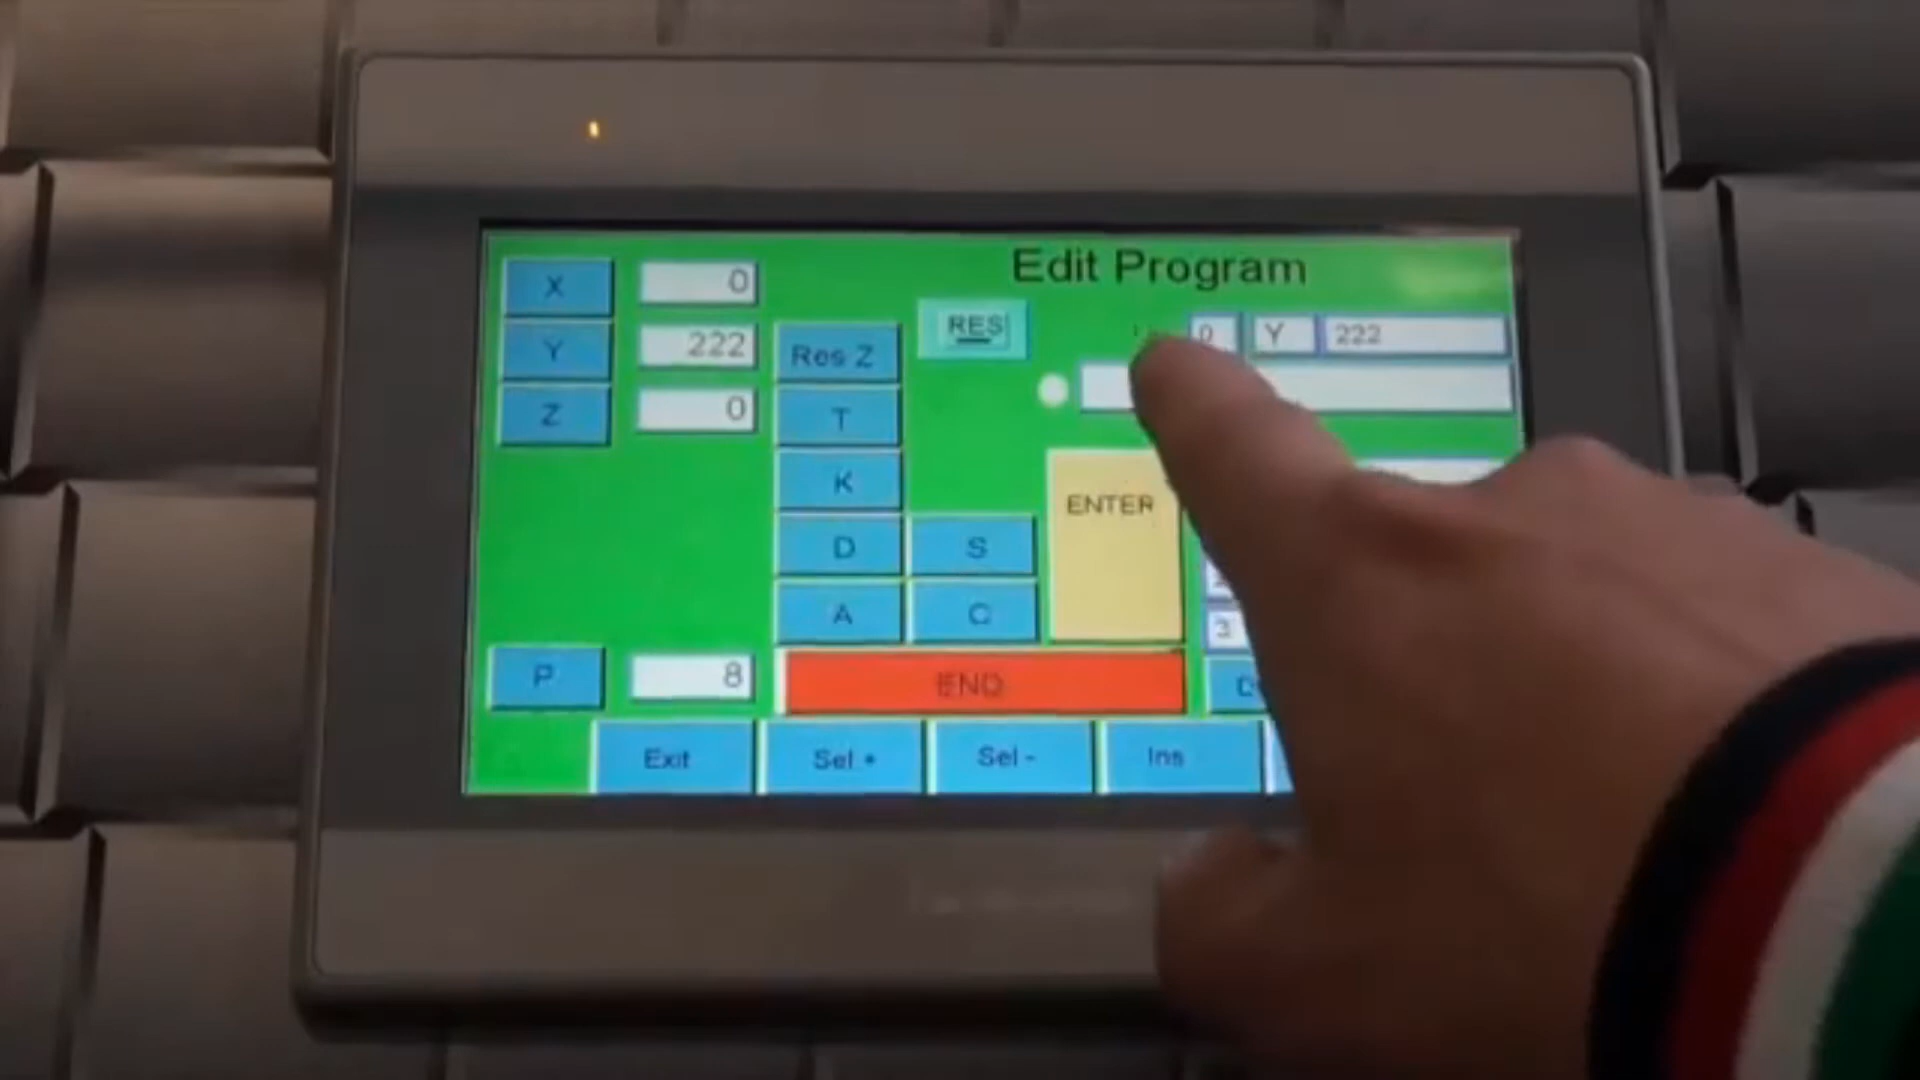 Edit Program
X 0
RES
0 Y 222
Y 222
Res Z
Z 0
T
K
ENTER
D S
A C
3
P 8
END
D
Exit Sel + Sel - Ins